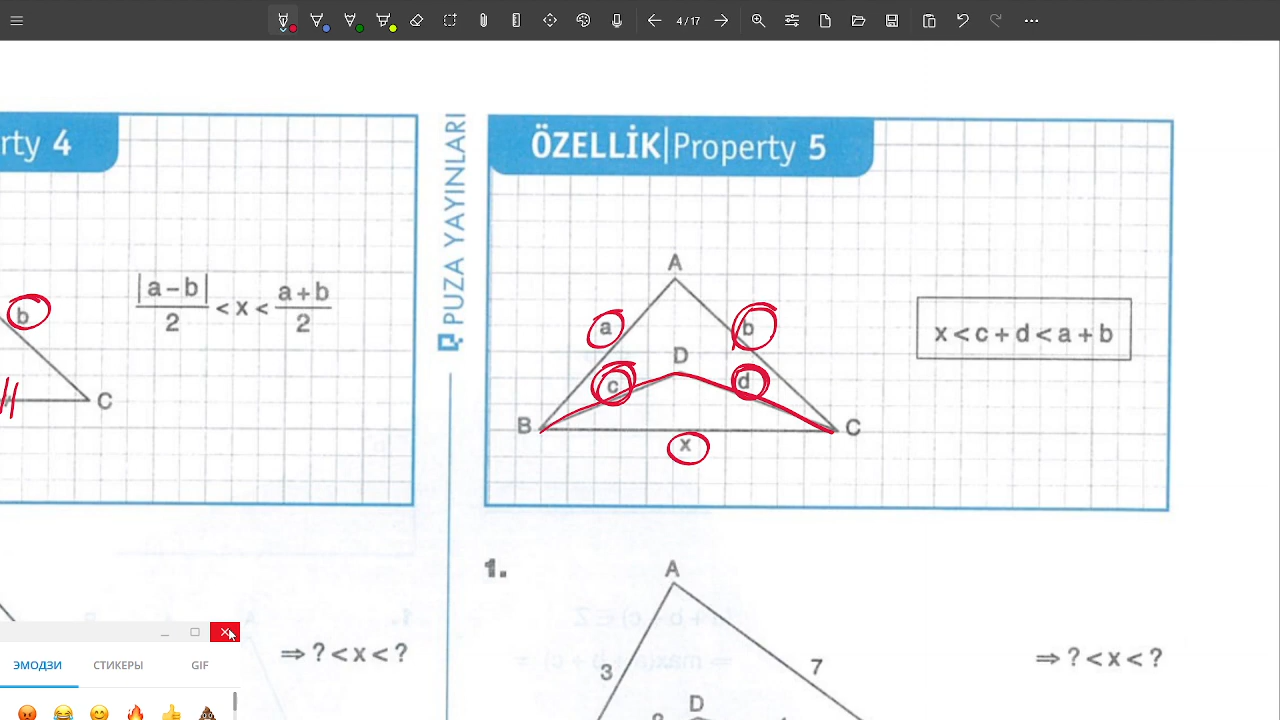 4/17
rty 4
b
C
|a-b|
2
< x <
a+b
2
PUZA YAYINLARI
ÖZELLİK|Property 5
A
a
b
D
c
d
B
C
x
x < c + d < a + b
1.
A
3
7
D
⇒ ? < x < ?
⇒ ? < x < ?
ЭМОДЗИ
СТИКЕРЫ
GIF